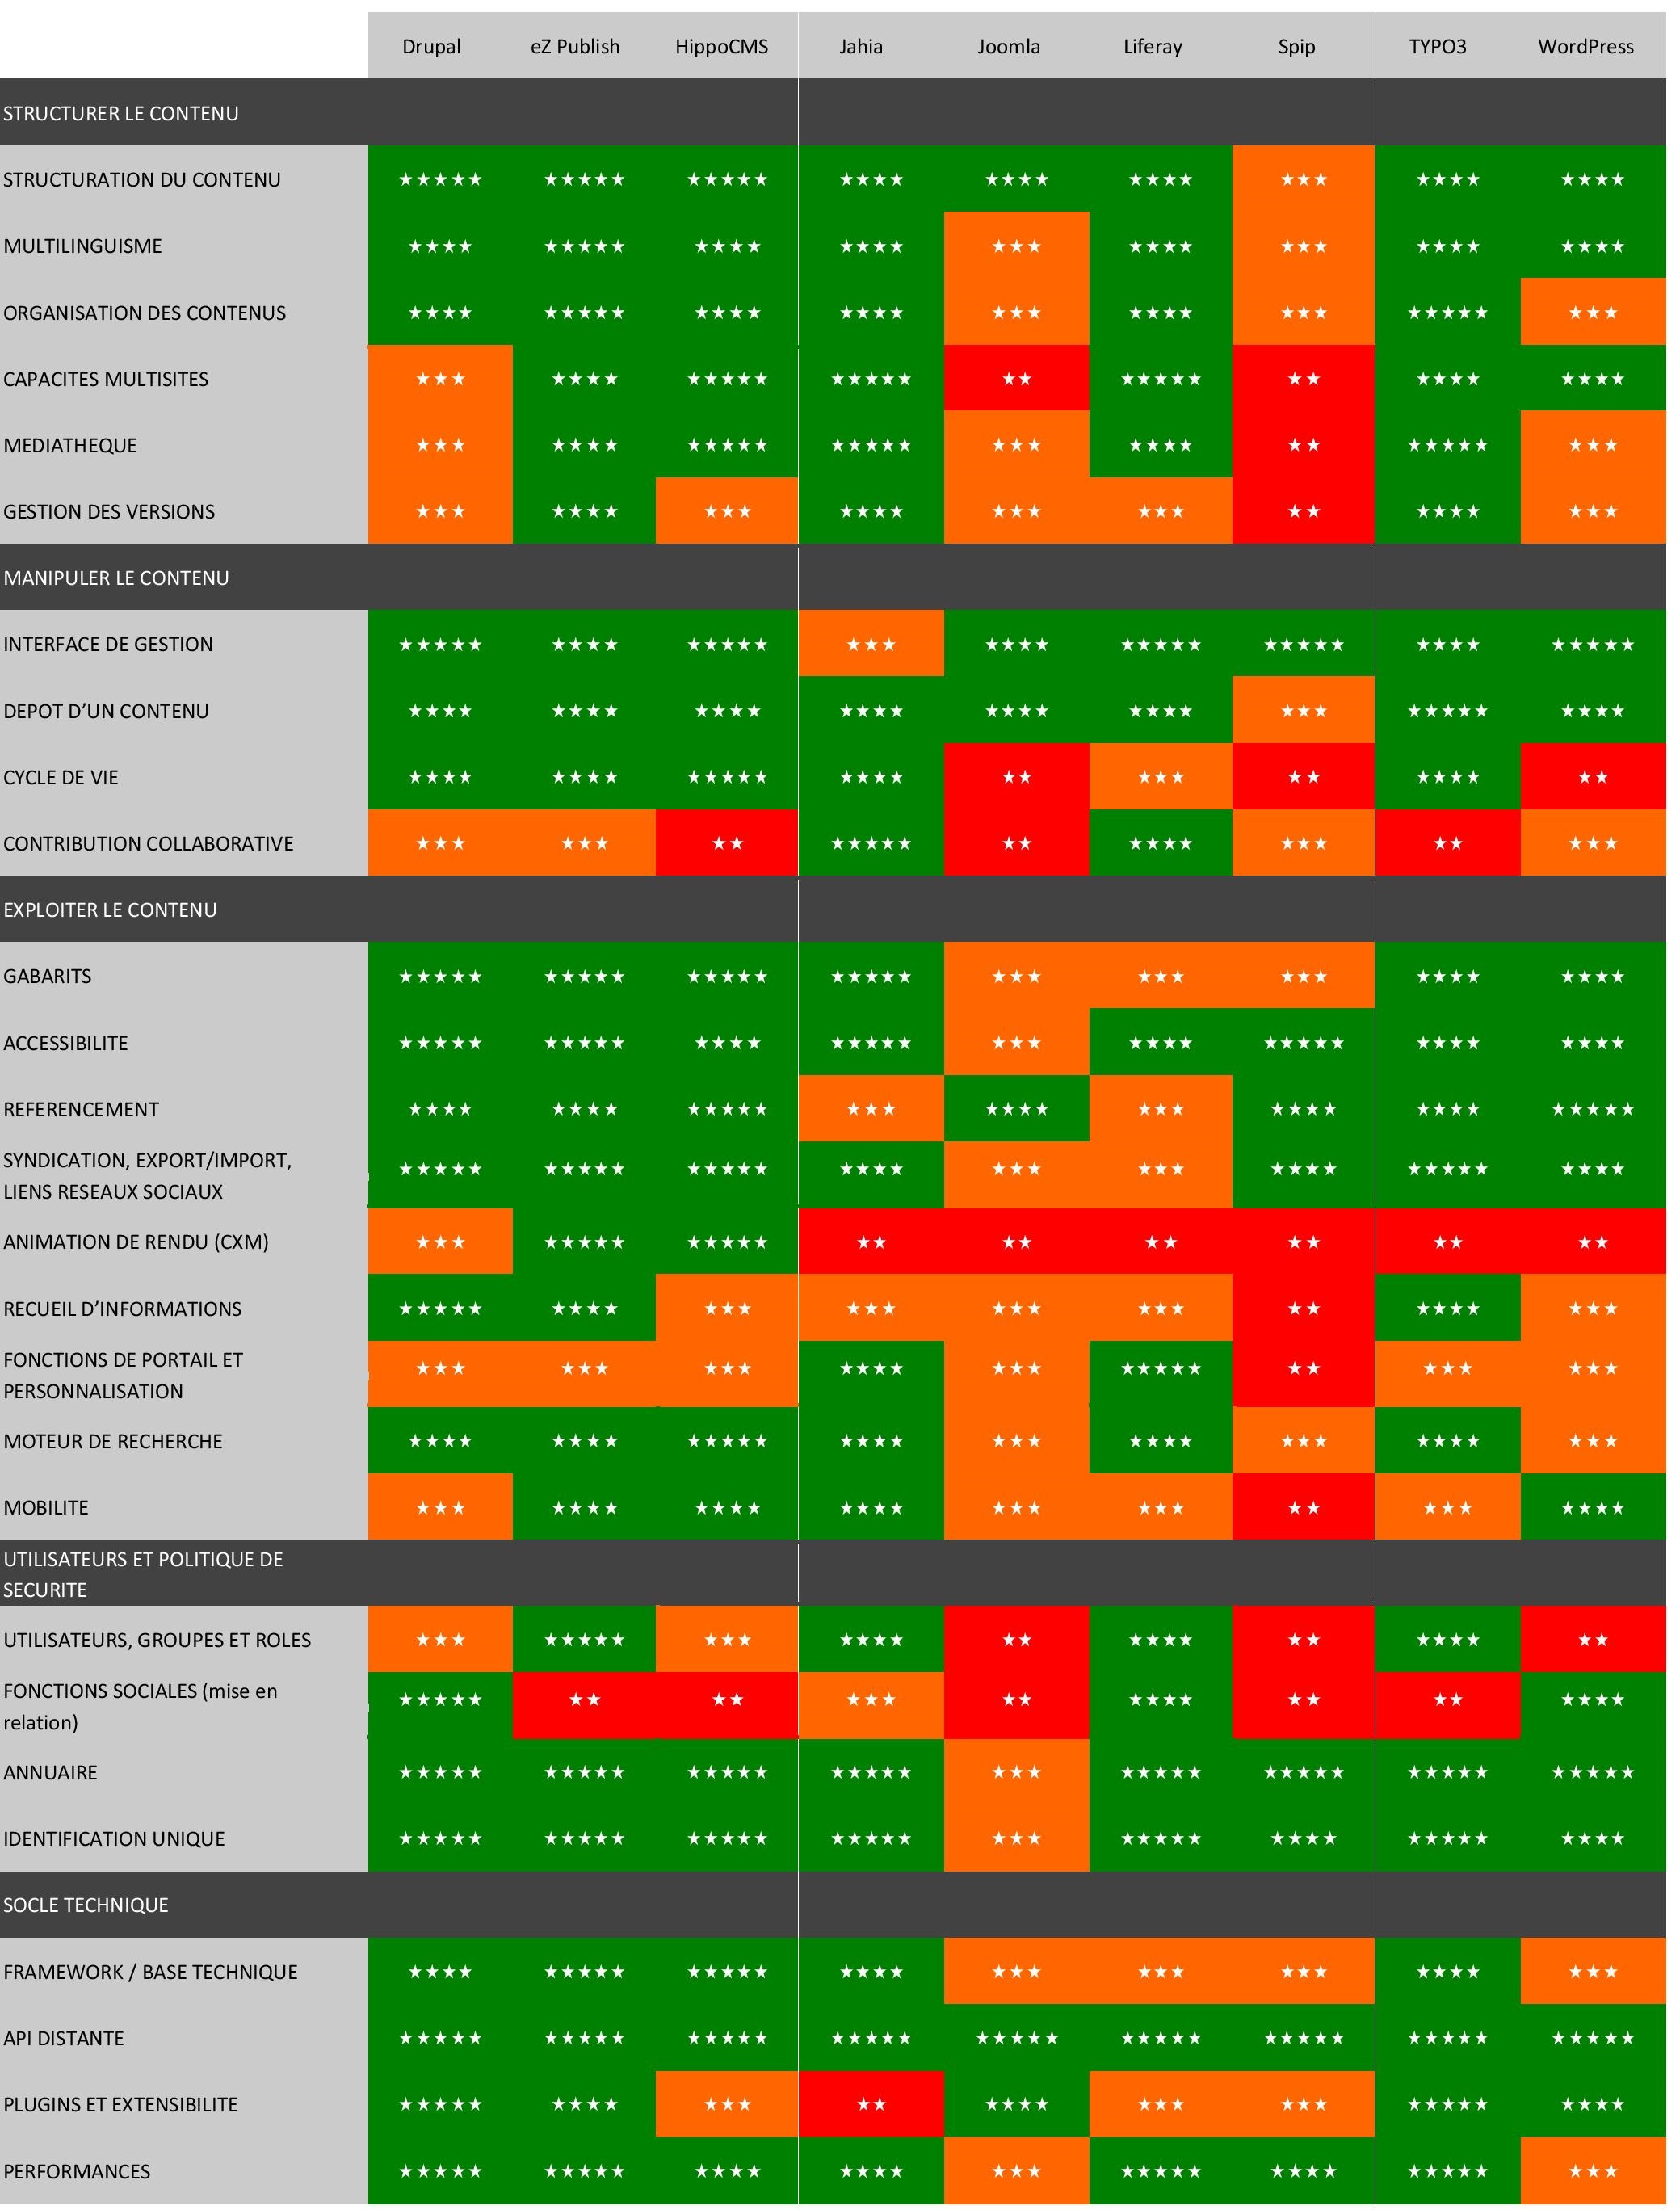 Drupal eZ Publish HippoCMS Jahia Joomla Liferay Spip TYPO3 WordPress
STRUCTURER LE CONTENU
STRUCTURATION DU CONTENU ★★★★★ ★★★★★ ★★★★★ ★★★★ ★★★★ ★★★★ ★★★ ★★★★ ★★★★
MULTILINGUISME ★★★★ ★★★★★ ★★★★ ★★★★ ★★★ ★★★★ ★★★ ★★★★ ★★★★
ORGANISATION DES CONTENUS ★★★★ ★★★★★ ★★★★ ★★★★ ★★★ ★★★★ ★★★ ★★★★★ ★★★
CAPACITES MULTISITES ★★★ ★★★★ ★★★★★ ★★★★★ ★★ ★★★★★ ★★ ★★★★ ★★★★
MEDIATHEQUE ★★★ ★★★★ ★★★★★ ★★★★★ ★★★ ★★★★ ★★ ★★★★★ ★★★
GESTION DES VERSIONS ★★★ ★★★★ ★★★ ★★★★ ★★★ ★★★ ★★ ★★★★ ★★★
MANIPULER LE CONTENU
INTERFACE DE GESTION ★★★★★ ★★★★ ★★★★★ ★★★ ★★★★ ★★★★★ ★★★★★ ★★★★ ★★★★★
DEPOT D’UN CONTENU ★★★★ ★★★★ ★★★★ ★★★★ ★★★★ ★★★★ ★★★ ★★★★★ ★★★★
CYCLE DE VIE ★★★★ ★★★★ ★★★★★ ★★★★ ★★ ★★★ ★★ ★★★★ ★★
CONTRIBUTION COLLABORATIVE ★★★ ★★★ ★★ ★★★★★ ★★ ★★★★ ★★★ ★★ ★★★
EXPLOITER LE CONTENU
GABARITS ★★★★★ ★★★★★ ★★★★★ ★★★★★ ★★★ ★★★ ★★★ ★★★★ ★★★★
ACCESSIBILITE ★★★★★ ★★★★★ ★★★★ ★★★★★ ★★★ ★★★★ ★★★★★ ★★★★ ★★★★
REFERENCEMENT ★★★★ ★★★★ ★★★★★ ★★★ ★★★★ ★★★ ★★★★ ★★★★ ★★★★★
SYNDICATION, EXPORT/IMPORT,
LIENS RESEAUX SOCIAUX ★★★★★ ★★★★★ ★★★★★ ★★★★ ★★★ ★★★ ★★★★ ★★★★★ ★★★★
ANIMATION DE RENDU (CXM) ★★★ ★★★★★ ★★★★★ ★★ ★★ ★★ ★★ ★★ ★★
RECUEIL D’INFORMATIONS ★★★★★ ★★★★ ★★★ ★★★ ★★★ ★★★ ★★ ★★★★ ★★★
FONCTIONS DE PORTAIL ET
PERSONNALISATION ★★★ ★★★ ★★★ ★★★★ ★★★ ★★★★★ ★★ ★★★ ★★★
MOTEUR DE RECHERCHE ★★★★ ★★★★ ★★★★★ ★★★★ ★★★ ★★★★ ★★★ ★★★★ ★★★
MOBILITE ★★★ ★★★★ ★★★★ ★★★★ ★★★ ★★★ ★★ ★★★ ★★★★
UTILISATEURS ET POLITIQUE DE
SECURITE
UTILISATEURS, GROUPES ET ROLES ★★★ ★★★★★ ★★★ ★★★★ ★★ ★★★★ ★★ ★★★★ ★★
FONCTIONS SOCIALES (mise en
relation) ★★★★★ ★★ ★★ ★★★ ★★ ★★★★ ★★ ★★ ★★★★
ANNUAIRE ★★★★★ ★★★★★ ★★★★★ ★★★★★ ★★★ ★★★★★ ★★★★★ ★★★★★ ★★★★★
IDENTIFICATION UNIQUE ★★★★★ ★★★★★ ★★★★★ ★★★★★ ★★★ ★★★★★ ★★★★ ★★★★★ ★★★★
SOCLE TECHNIQUE
FRAMEWORK / BASE TECHNIQUE ★★★★ ★★★★★ ★★★★★ ★★★★ ★★★ ★★★ ★★★ ★★★★ ★★★
API DISTANTE ★★★★★ ★★★★★ ★★★★★ ★★★★★ ★★★★★ ★★★★★ ★★★★★ ★★★★★ ★★★★★
PLUGINS ET EXTENSIBILITE ★★★★★ ★★★★ ★★★ ★★ ★★★★ ★★★ ★★★ ★★★★★ ★★★★
PERFORMANCES ★★★★★ ★★★★★ ★★★★ ★★★★ ★★★ ★★★★★ ★★★★ ★★★★★ ★★★